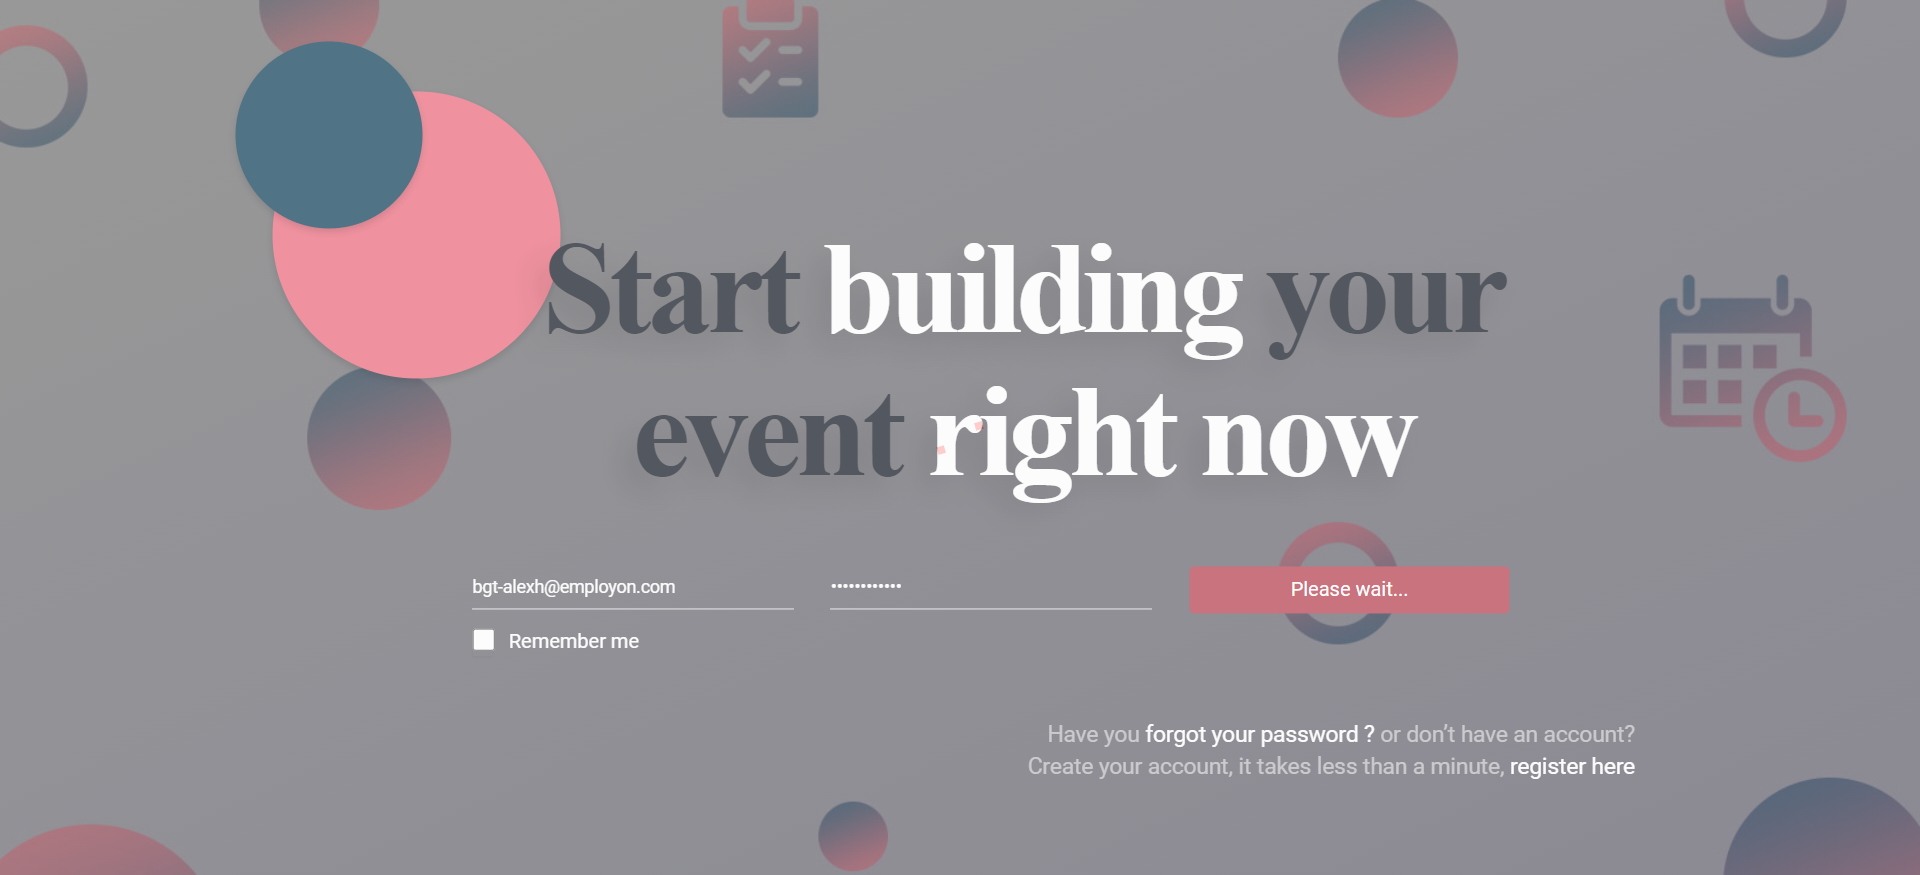 Start building your
event right now
bgt-alexh@employon.com
••••••••••••
Please wait...
Remember me
Have you forgot your password ? or don’t have an account?
Create your account, it takes less than a minute, register here